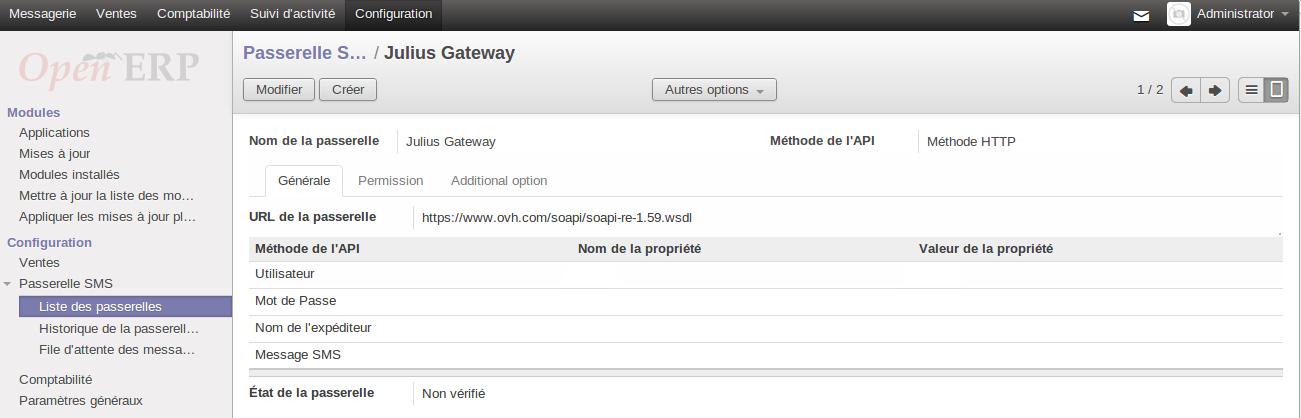 Messagerie Ventes Comptabilité Suivi d'activité Configuration Administrator
Open ERP
Passerelle S... / Julius Gateway
Modifier Créer Autres options 1 / 2
Modules
Applications
Mises à jour
Modules installés
Mettre à jour la liste des mo...
Appliquer les mises à jour pl...
Configuration
Ventes
Passerelle SMS
Liste des passerelles
Historique de la passerell...
File d'attente des messa...
Comptabilité
Paramètres généraux
Nom de la passerelle Julius Gateway Méthode de l'API Méthode HTTP
Générale Permission Additional option
URL de la passerelle https://www.ovh.com/soapi/soapi-re-1.59.wsdl
Méthode de l'API Nom de la propriété Valeur de la propriété
Utilisateur
Mot de Passe
Nom de l'expéditeur
Message SMS
État de la passerelle Non vérifié